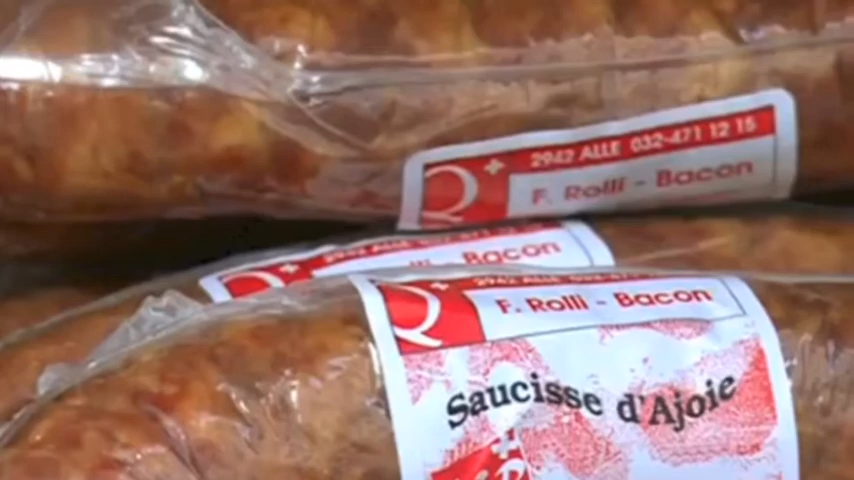 2942 ALLE 032-471 12 15
Q
F. Rolli - Bacon
Bacon
F. Rolli - Bacon
Q
Saucisse d'Ajoie